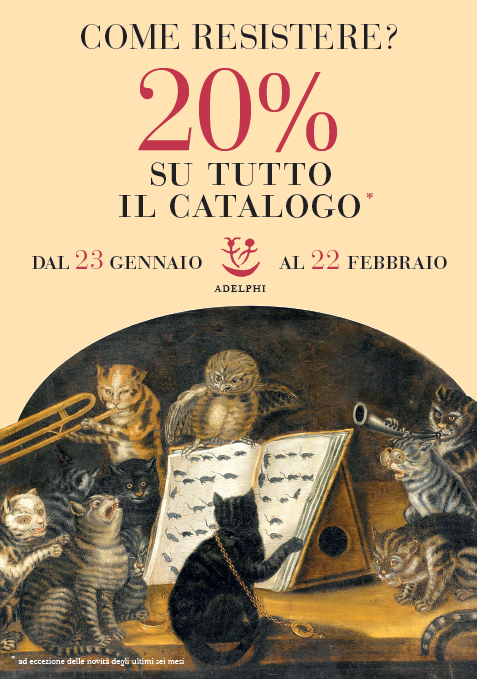 COME RESISTERE?
20%
SU TUTTO
IL CATALOGO*
DAL 23 GENNAIO AL 22 FEBBRAIO
ADELPHI
* ad eccezione delle novità degli ultimi sei mesi